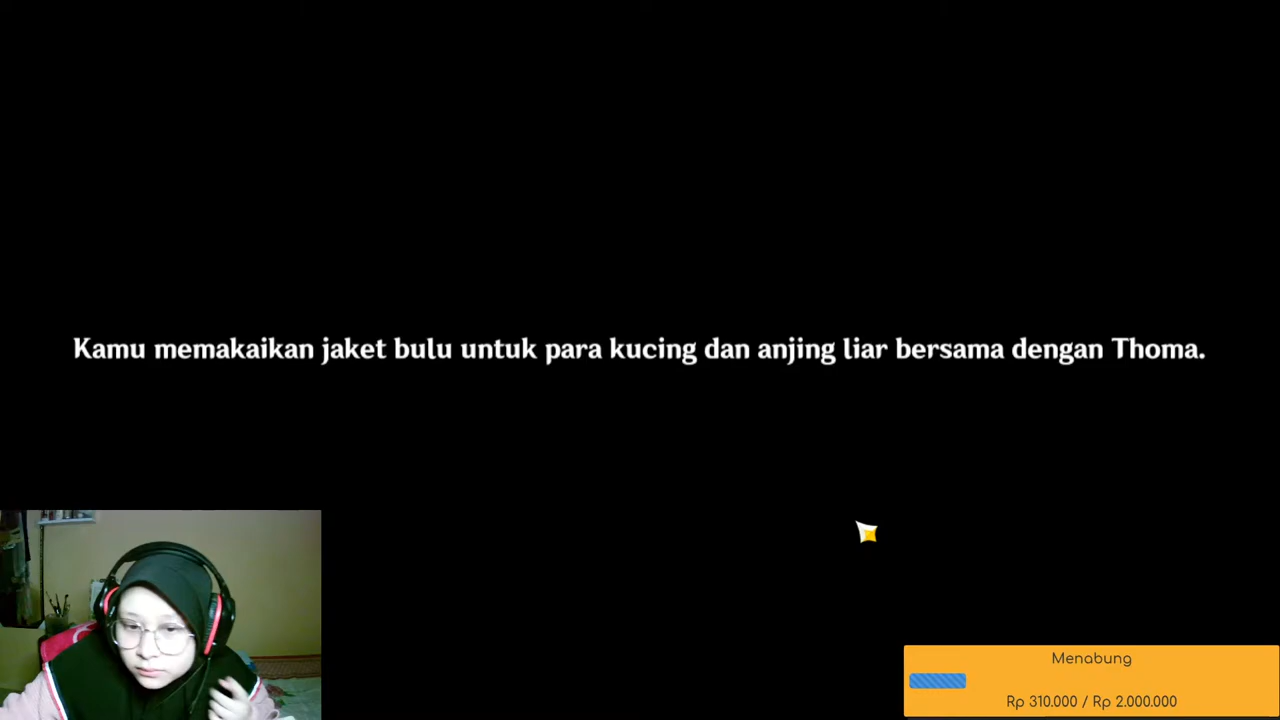 Kamu memakaikan jaket bulu untuk para kucing dan anjing liar bersama dengan Thoma.
Menabung
Rp 310.000 / Rp 2.000.000